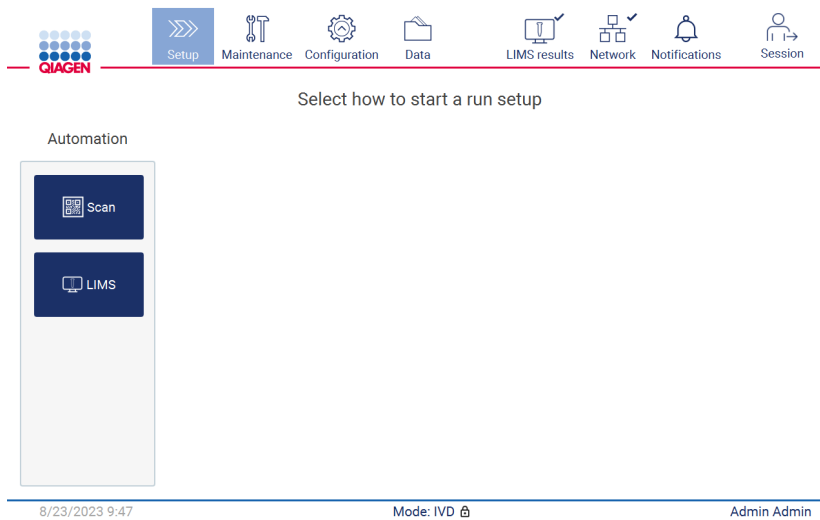 QIAGEN
Setup Maintenance Configuration Data LIMS results Network Notifications Session
Select how to start a run setup
Automation
Scan
LIMS
8/23/2023 9:47 Mode: IVD Admin Admin